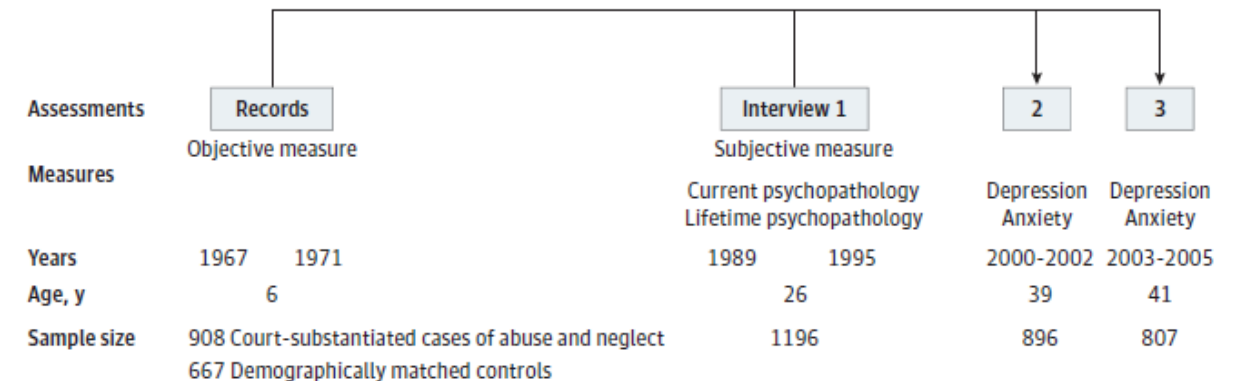 Assessments Records Interview 1 2 3
Objective measure Subjective measure
Measures
Current psychopathology Depression Depression
Lifetime psychopathology Anxiety Anxiety
Years 1967 1971 1989 1995 2000-2002 2003-2005
Age, y 6 26 39 41
Sample size 908 Court-substantiated cases of abuse and neglect 1196 896 807
667 Demographically matched controls